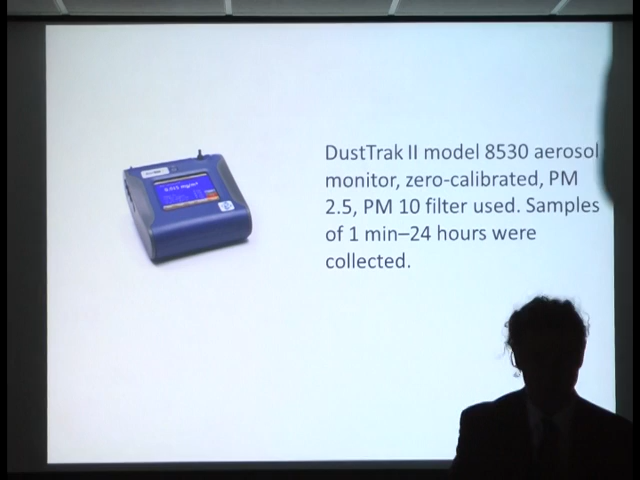 DustTrak II model 8530 aerosol
monitor, zero-calibrated, PM
2.5, PM 10 filter used. Samples
of 1 min–24 hours were
collected.